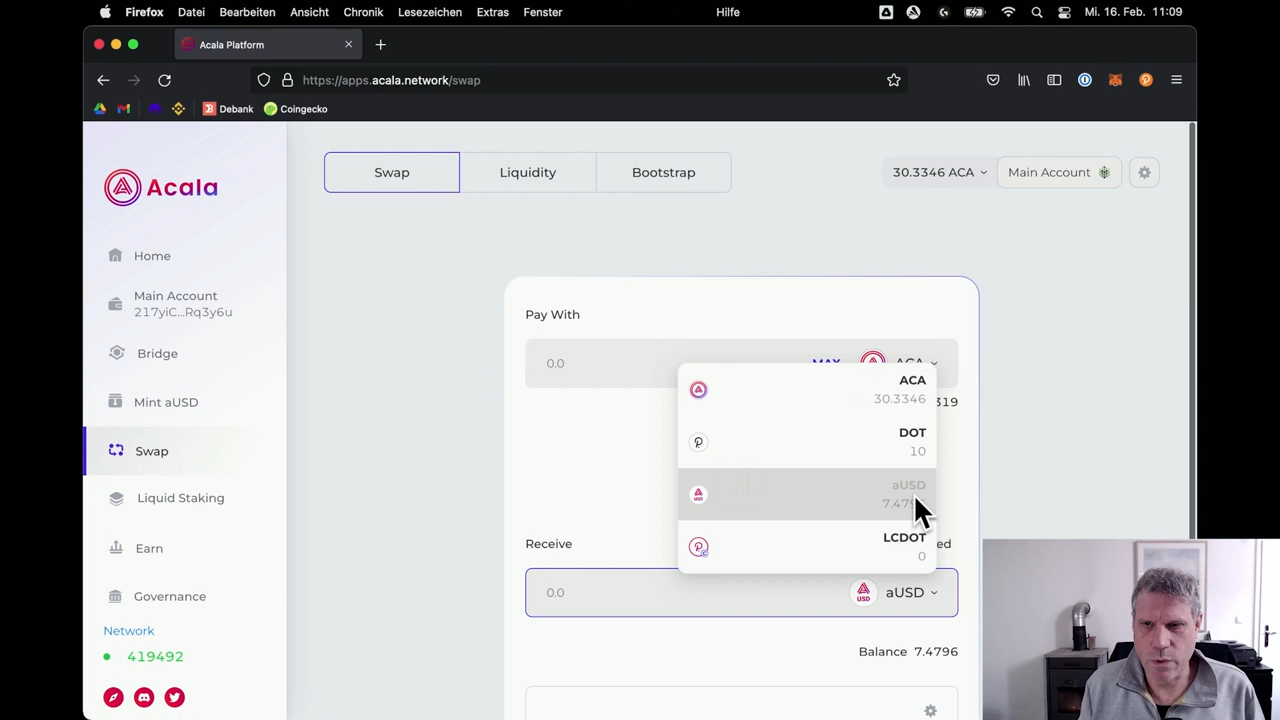 Firefox Datei Bearbeiten Ansicht Chronik Lesezeichen Extras Fenster Hilfe Mi. 16. Feb. 11:09
Acala Platform
https://apps.acala.network/swap
Debank Coingecko
Acala
Swap Liquidity Bootstrap 30.3346 ACA Main Account
Home
Main Account
217yiC...Rq3y6u
Bridge
Mint aUSD
Swap
Liquid Staking
Earn
Governance
Network
419492
Pay With
0.0
ACA
30.3346
DOT
10
aUSD
LCDOT
0
Receive
0.0 USD aUSD
Balance 7.4796